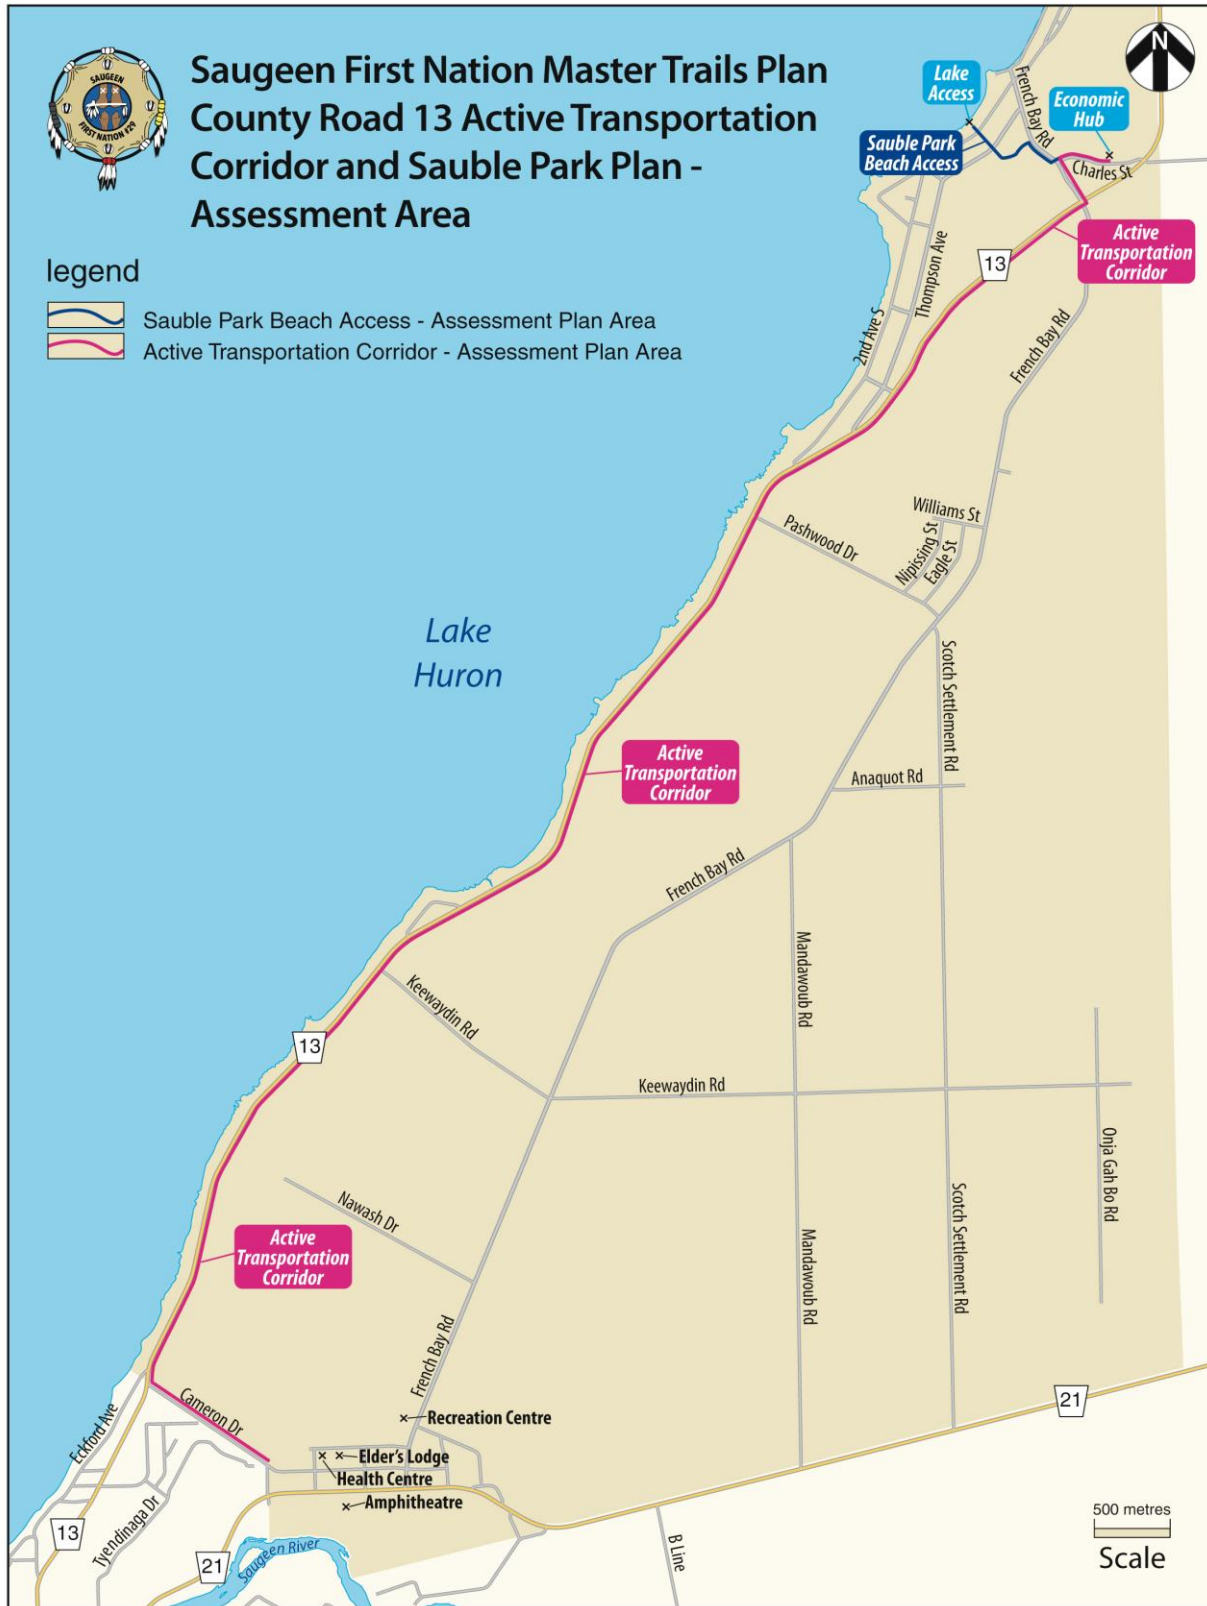 SAUGEEN
FIRST NATION #29
Saugeen First Nation Master Trails Plan
County Road 13 Active Transportation
Corridor and Sauble Park Plan -
Assessment Area
N
legend
Sauble Park Beach Access - Assessment Plan Area
Active Transportation Corridor - Assessment Plan Area
Lake
Access
French Bay Rd
Economic
Hub
Sauble Park
Beach Access
Charles St
Active
Transportation
Corridor
13
Thompson Ave
2nd Ave S
French Bay Rd
Williams St
Pashwood Dr
Nipissing St
Eagle St
Lake
Huron
Scotch Settlement Rd
Active
Transportation
Corridor
Anaquot Rd
French Bay Rd
Mandawoub Rd
Keewaydin Rd
13
Keewaydin Rd
Onja Gah Bo Rd
Nawash Dr
Scotch Settlement Rd
Mandawoub Rd
Active
Transportation
Corridor
French Bay Rd
Cameron Dr
Eckford Ave
Recreation Centre
21
Elder's Lodge
Health Centre
Amphitheatre
Tyendinaga Dr
13
21
Saugeen River
B Line
500 metres
Scale